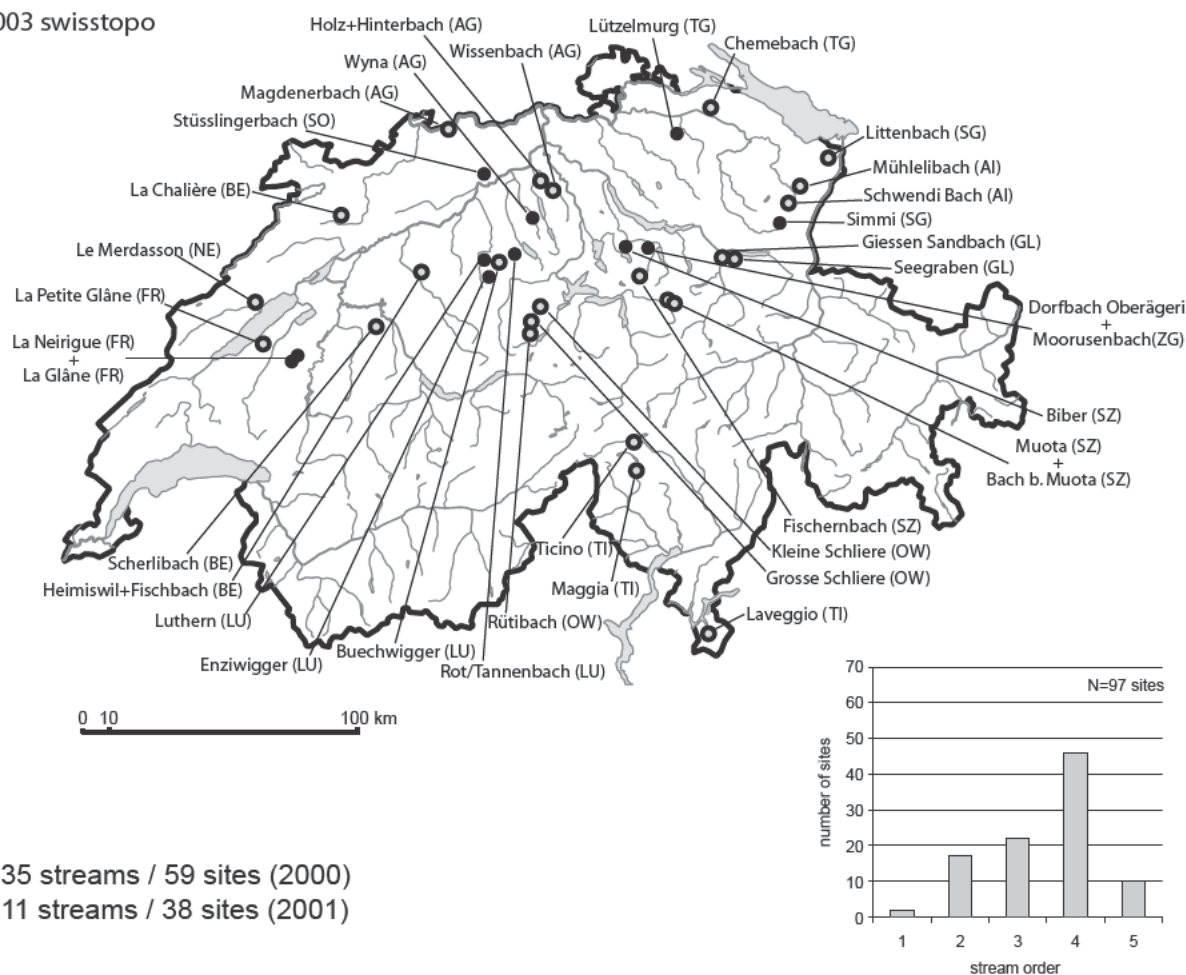 003 swisstopo
Holz+Hinterbach (AG)
Lützelmurg (TG)
Chemebach (TG)
Wissenbach (AG)
Wyna (AG)
Magdenerbach (AG)
Stüsslingerbach (SO)
Littenbach (SG)
Mühlelibach (AI)
La Chalière (BE)
Schwendi Bach (AI)
Simmi (SG)
Giessen Sandbach (GL)
Le Merdasson (NE)
Seegraben (GL)
La Petite Glâne (FR)
Dorfbach Oberägeri
+
Moorusenbach(ZG)
La Neirigue (FR)
+
La Glâne (FR)
Biber (SZ)
Muota (SZ)
+
Bach b. Muota (SZ)
Fischernbach (SZ)
Kleine Schliere (OW)
Grosse Schliere (OW)
Ticino (TI)
Maggia (TI)
Scherlibach (BE)
Heimiswil+Fischbach (BE)
Luthern (LU)
Rütibach (OW)
Laveggio (TI)
Enziwigger (LU)
Buechwigger (LU)
Rot/Tannenbach (LU)
0 10 100 km
N=97 sites
70
60
50
40
30
20
10
0
number of sites
1 2 3 4 5
stream order
35 streams / 59 sites (2000)
11 streams / 38 sites (2001)